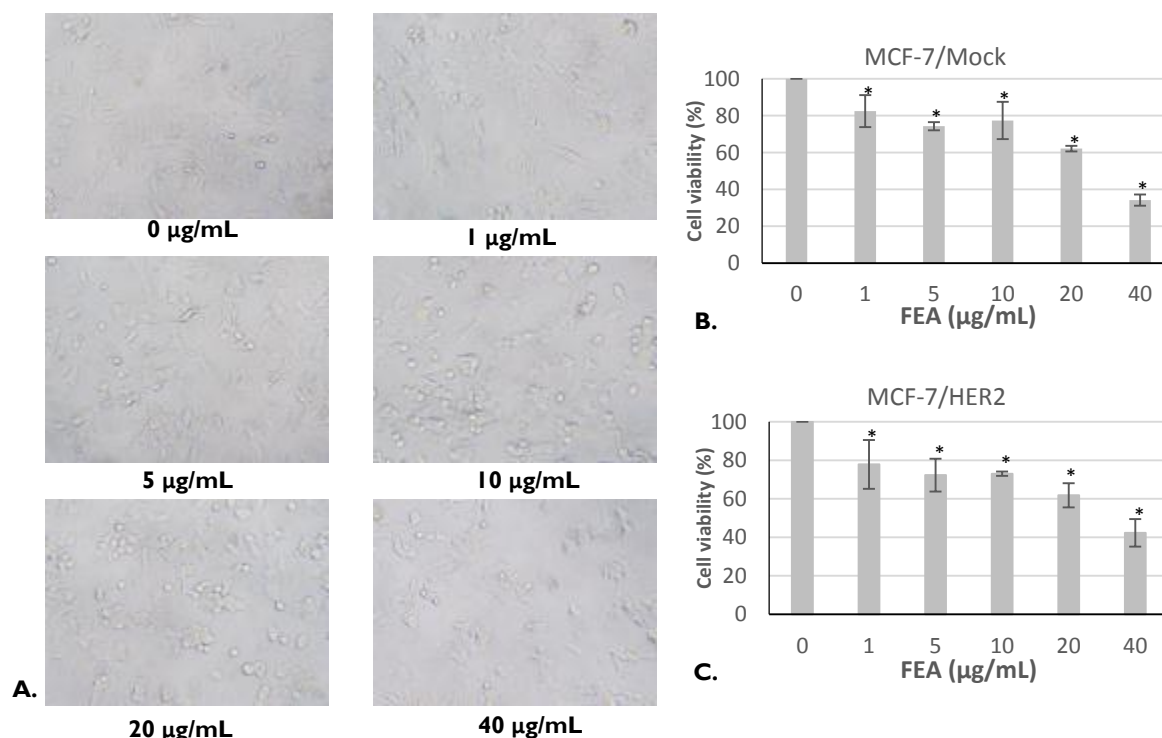 0 µg/mL
1 µg/mL
5 µg/mL
10 µg/mL
20 µg/mL
40 µg/mL
A.
MCF-7/Mock
Cell viability (%)
100
80
60
40
20
0
* * * * *
0 1 5 10 20 40
FEA (µg/mL)
B.
MCF-7/HER2
Cell viability (%)
100
80
60
40
20
0
* * * * *
0 1 5 10 20 40
FEA (µg/mL)
C.